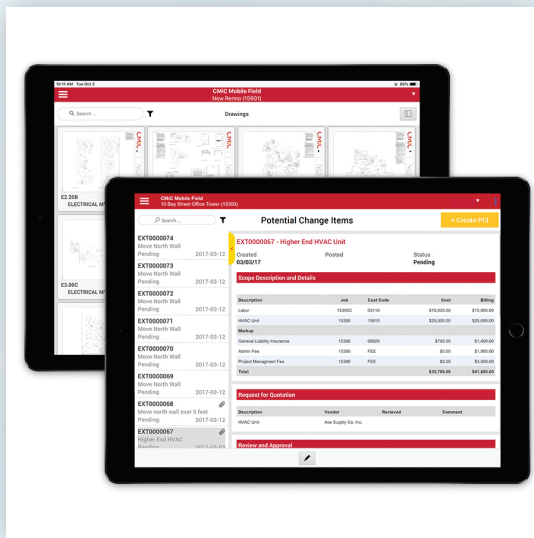 10:15 AM Tue Oct 2
85%
CMiC Mobile Field
New Renno (15601)
Search ...
Drawings
E2.20B
ELECTRICAL
E3.06C
ELECTRICAL
CMiC Mobile Field
10 Bay Street Office Tower (15300)
Search ...
Potential Change Items
+ Create PCI
EXT0000074
Move North Wall
Pending 2017-03-12
EXT0000073
Move North Wall
Pending 2017-03-12
EXT0000072
Move North Wall
Pending 2017-03-12
EXT0000071
Move North Wall
Pending 2017-03-12
EXT0000070
Move North Wall
Pending 2017-03-12
EXT0000069
Move North Wall
Pending 2017-03-12
EXT0000068
Move north wall over 5 feet
Pending 2017-03-12
EXT0000067
Higher End HVAC
Pending 2017-03-03
EXT0000067 - Higher End HVAC Unit
Created Posted Status
03/03/17 Pending
Scope Description and Details
Description Job Cost Code Cost Billing
Labor 15300C 03110 $10,000.00 $10,000.00
HVAC Unit 15300 15915 $25,000.00 $25,000.00
Markup
General Liability Insurance 15300 00820 $700.00 $1,400.00
Admin Fee 15300 FEE $0.00 $1,995.00
Project Managment Fee 15300 FEE $0.00 $3,500.00
Total $35,700.00 $41,895.00
Request for Quotation
Description Vendor Recieved Comment
HVAC Unit Ace Supply Co. Inc.
Review and Approval